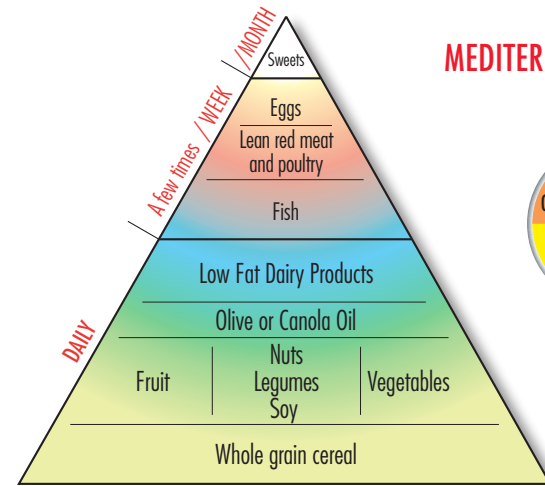 /MONTH
MEDITER
Sweets
A few times /WEEK
Eggs
Lean red meat
and poultry
Fish
DAILY
Low Fat Dairy Products
Olive or Canola Oil
Fruit
Nuts
Legumes
Soy
Vegetables
Whole grain cereal